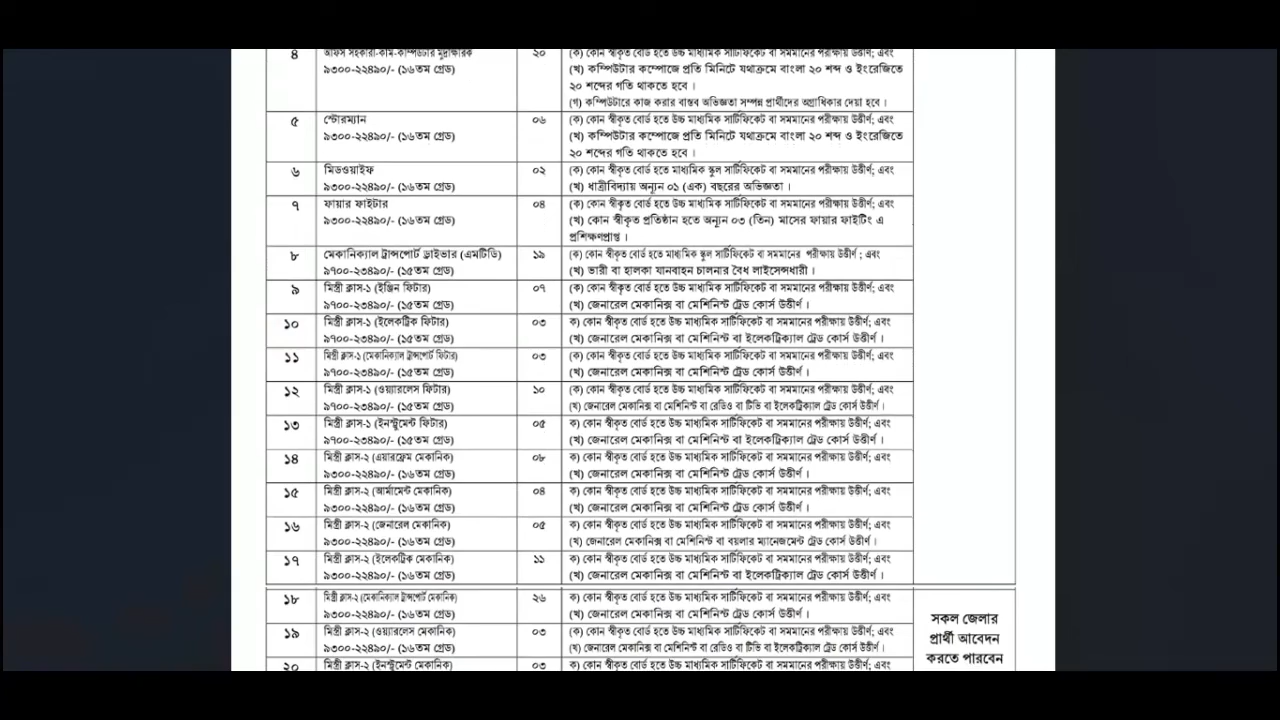 ৪ অফিস সহকারী-কাম-কম্পিউটার মুদ্রাক্ষরিক ২০ (ক) কোন স্বীকৃত বোর্ড হতে উচ্চ মাধ্যমিক সার্টিফিকেট বা সমমানের পরীক্ষায় উত্তীর্ণ; এবং
৯৩০০-২২৪৯০/- (১৬তম গ্রেড) (খ) কম্পিউটার কম্পোজে প্রতি মিনিটে যথাক্রমে বাংলা ২০ শব্দ ও ইংরেজিতে
২০ শব্দের গতি থাকতে হবে।
(গ) কম্পিউটারে কাজ করার বাস্তব অভিজ্ঞতা সম্পন্ন প্রার্থীদের অগ্রাধিকার দেয়া হবে।
৫ স্টোরম্যান ০৬ (ক) কোন স্বীকৃত বোর্ড হতে উচ্চ মাধ্যমিক সার্টিফিকেট বা সমমানের পরীক্ষায় উত্তীর্ণ; এবং
৯৩০০-২২৪৯০/- (১৬তম গ্রেড) (খ) কম্পিউটার কম্পোজে প্রতি মিনিটে যথাক্রমে বাংলা ২০ শব্দ ও ইংরেজিতে
২০ শব্দের গতি থাকতে হবে।
৬ মিডওয়াইফ ০২ (ক) কোন স্বীকৃত বোর্ড হতে মাধ্যমিক স্কুল সার্টিফিকেট বা সমমানের পরীক্ষায় উত্তীর্ণ; এবং
৯৩০০-২২৪৯০/- (১৬তম গ্রেড) (খ) ধাত্রীবিদ্যায় অন্যূন ০১ (এক) বছরের অভিজ্ঞতা।
৭ ফায়ার ফাইটার ০৪ (ক) কোন স্বীকৃত বোর্ড হতে উচ্চ মাধ্যমিক সার্টিফিকেট বা সমমানের পরীক্ষায় উত্তীর্ণ; এবং
৯৩০০-২২৪৯০/- (১৬তম গ্রেড) (খ) কোন স্বীকৃত প্রতিষ্ঠান হতে অন্যূন ০৩ (তিন) মাসের ফায়ার ফাইটিং এ
প্রশিক্ষণপ্রাপ্ত।
৮ মেকানিক্যাল ট্রান্সপোর্ট ড্রাইভার (এমটিডি) ১৯ (ক) কোন স্বীকৃত বোর্ড হতে মাধ্যমিক স্কুল সার্টিফিকেট বা সমমানের পরীক্ষায় উত্তীর্ণ ; এবং
৯৭০০-২৩৪৯০/- (১৫তম গ্রেড) (খ) ভারী বা হালকা যানবাহন চালনার বৈধ লাইসেন্সধারী।
৯ মিস্ত্রী ক্লাস-১ (ইঞ্জিন ফিটার) ০৭ (ক) কোন স্বীকৃত বোর্ড হতে উচ্চ মাধ্যমিক সার্টিফিকেট বা সমমানের পরীক্ষায় উত্তীর্ণ; এবং
৯৭০০-২৩৪৯০/- (১৫তম গ্রেড) (খ) জেনারেল মেকানিক্স বা মেশিনিস্ট ট্রেড কোর্স উত্তীর্ণ।
১০ মিস্ত্রী ক্লাস-১ (ইলেকট্রিক ফিটার) ০৩ ক) কোন স্বীকৃত বোর্ড হতে উচ্চ মাধ্যমিক সার্টিফিকেট বা সমমানের পরীক্ষায় উত্তীর্ণ; এবং
৯৭০০-২৩৪৯০/- (১৫তম গ্রেড) (খ) জেনারেল মেকানিক্স বা মেশিনিস্ট বা ইলেকট্রিক্যাল ট্রেড কোর্স উত্তীর্ণ।
১১ মিস্ত্রী ক্লাস-১ (মেকানিক্যাল ট্রান্সপোর্ট ফিটার) ০৩ (ক) কোন স্বীকৃত বোর্ড হতে উচ্চ মাধ্যমিক সার্টিফিকেট বা সমমানের পরীক্ষায় উত্তীর্ণ; এবং
৯৭০০-২৩৪৯০/- (১৫তম গ্রেড) (খ) জেনারেল মেকানিক্স বা মেশিনিস্ট ট্রেড কোর্স উত্তীর্ণ।
১২ মিস্ত্রী ক্লাস-১ (ওয়্যারলেস ফিটার) ১০ (ক) কোন স্বীকৃত বোর্ড হতে উচ্চ মাধ্যমিক সার্টিফিকেট বা সমমানের পরীক্ষায় উত্তীর্ণ; এবং
৯৭০০-২৩৪৯০/- (১৫তম গ্রেড) (খ) জেনারেল মেকানিক্স বা মেশিনিস্ট বা রেডিও বা টিভি বা ইলেকট্রিক্যাল ট্রেড কোর্স উত্তীর্ণ।
১৩ মিস্ত্রী ক্লাস-১ (ইনস্ট্রুমেন্ট ফিটার) ০৫ ক) কোন স্বীকৃত বোর্ড হতে উচ্চ মাধ্যমিক সার্টিফিকেট বা সমমানের পরীক্ষায় উত্তীর্ণ; এবং
৯৭০০-২৩৪৯০/- (১৫তম গ্রেড) (খ) জেনারেল মেকানিক্স বা মেশিনিস্ট বা ইলেকট্রিক্যাল ট্রেড কোর্স উত্তীর্ণ।
১৪ মিস্ত্রী ক্লাস-২ (এয়ারফ্রেম মেকানিক) ০৮ ক) কোন স্বীকৃত বোর্ড হতে উচ্চ মাধ্যমিক সার্টিফিকেট বা সমমানের পরীক্ষায় উত্তীর্ণ; এবং
৯৩০০-২২৪৯০/- (১৬তম গ্রেড) (খ) জেনারেল মেকানিক্স বা মেশিনিস্ট ট্রেড কোর্স উত্তীর্ণ।
১৫ মিস্ত্রী ক্লাস-২ (আর্মামেন্ট মেকানিক) ০৪ ক) কোন স্বীকৃত বোর্ড হতে উচ্চ মাধ্যমিক সার্টিফিকেট বা সমমানের পরীক্ষায় উত্তীর্ণ; এবং
৯৩০০-২২৪৯০/- (১৬তম গ্রেড) (খ) জেনারেল মেকানিক্স বা মেশিনিস্ট ট্রেড কোর্স উত্তীর্ণ।
১৬ মিস্ত্রী ক্লাস-২ (জেনারেল মেকানিক) ০৫ ক) কোন স্বীকৃত বোর্ড হতে উচ্চ মাধ্যমিক সার্টিফিকেট বা সমমানের পরীক্ষায় উত্তীর্ণ; এবং
৯৩০০-২২৪৯০/- (১৬তম গ্রেড) (খ) জেনারেল মেকানিক্স বা মেশিনিস্ট বা বয়লার ম্যানেজমেন্ট ট্রেড কোর্স উত্তীর্ণ।
১৭ মিস্ত্রী ক্লাস-২ (ইলেকট্রিক মেকানিক) ১১ ক) কোন স্বীকৃত বোর্ড হতে উচ্চ মাধ্যমিক সার্টিফিকেট বা সমমানের পরীক্ষায় উত্তীর্ণ; এবং
৯৩০০-২২৪৯০/- (১৬তম গ্রেড) (খ) জেনারেল মেকানিক্স বা মেশিনিস্ট বা ইলেকট্রিক্যাল ট্রেড কোর্স উত্তীর্ণ।
১৮ মিস্ত্রী ক্লাস-২ (মেকানিক্যাল ট্রান্সপোর্ট মেকানিক) ২৬ ক) কোন স্বীকৃত বোর্ড হতে উচ্চ মাধ্যমিক সার্টিফিকেট বা সমমানের পরীক্ষায় উত্তীর্ণ; এবং
৯৩০০-২২৪৯০/- (১৬তম গ্রেড) (খ) জেনারেল মেকানিক্স বা মেশিনিস্ট ট্রেড কোর্স উত্তীর্ণ।
১৯ মিস্ত্রী ক্লাস-২ (ওয়্যারলেস মেকানিক) ০৩ ক) কোন স্বীকৃত বোর্ড হতে উচ্চ মাধ্যমিক সার্টিফিকেট বা সমমানের পরীক্ষায় উত্তীর্ণ; এবং
৯৩০০-২২৪৯০/- (১৬তম গ্রেড) (খ) জেনারেল মেকানিক্স বা মেশিনিস্ট বা রেডিও বা টিভি বা ইলেকট্রিক্যাল ট্রেড কোর্স উত্তীর্ণ।
২০ মিস্ত্রী ক্লাস-২ (ইনস্ট্রুমেন্ট মেকানিক) ০৩ ক) কোন স্বীকৃত বোর্ড হতে উচ্চ মাধ্যমিক সার্টিফিকেট বা সমমানের পরীক্ষায় উত্তীর্ণ; এবং
সকল জেলার
প্রার্থী আবেদন
করতে পারবেন